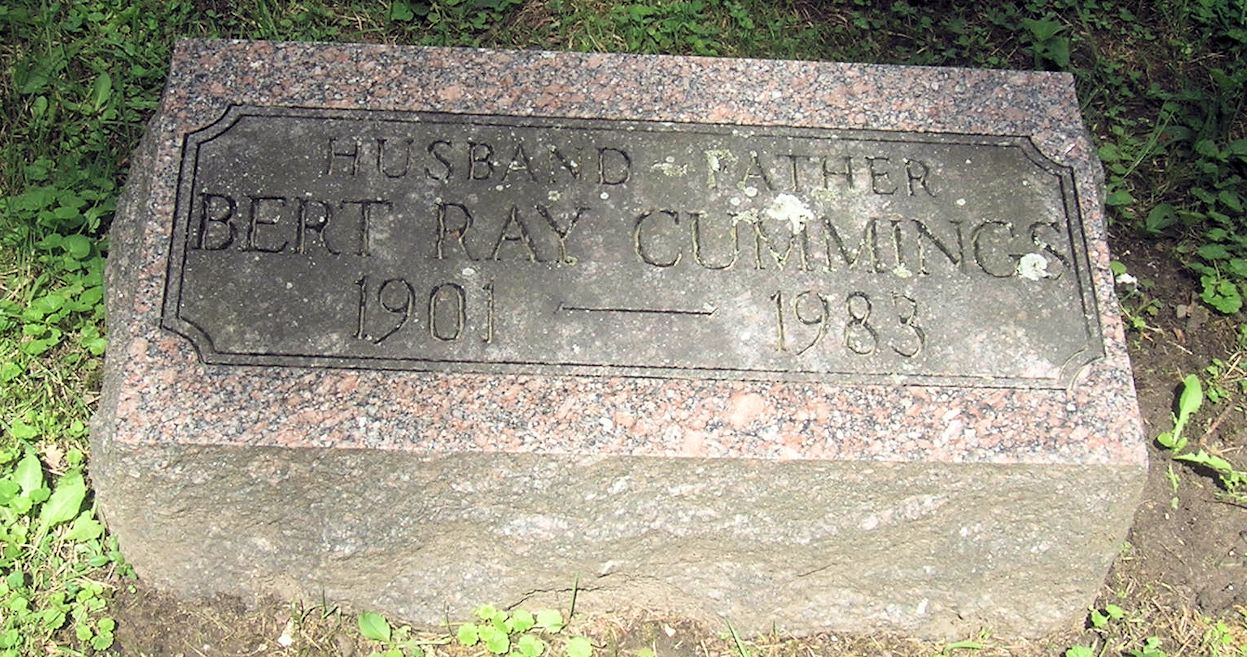 HUSBAND - FATHER
BERT RAY CUMMINGS
1901 — 1983